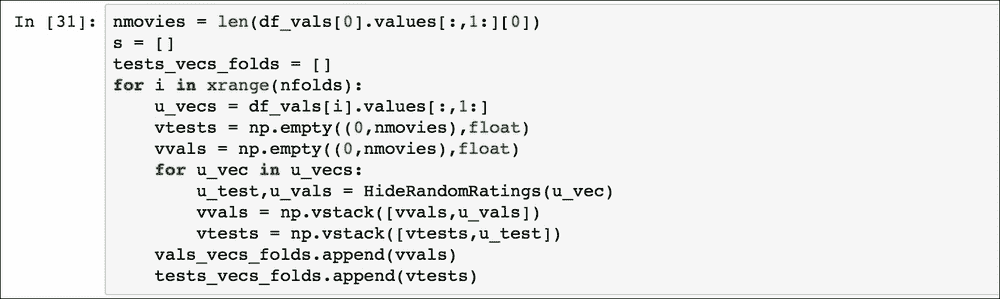 In [31]: nmovies = len(df_vals[0].values[:,1:][0])
s = []
tests_vecs_folds = []
for i in xrange(nfolds):
    u_vecs = df_vals[i].values[:,1:]
    vtests = np.empty((0,nmovies),float)
    vvals = np.empty((0,nmovies),float)
    for u_vec in u_vecs:
        u_test,u_vals = HideRandomRatings(u_vec)
        vvals = np.vstack([vvals,u_vals])
        vtests = np.vstack([vtests,u_test])
    vals_vecs_folds.append(vvals)
    tests_vecs_folds.append(vtests)